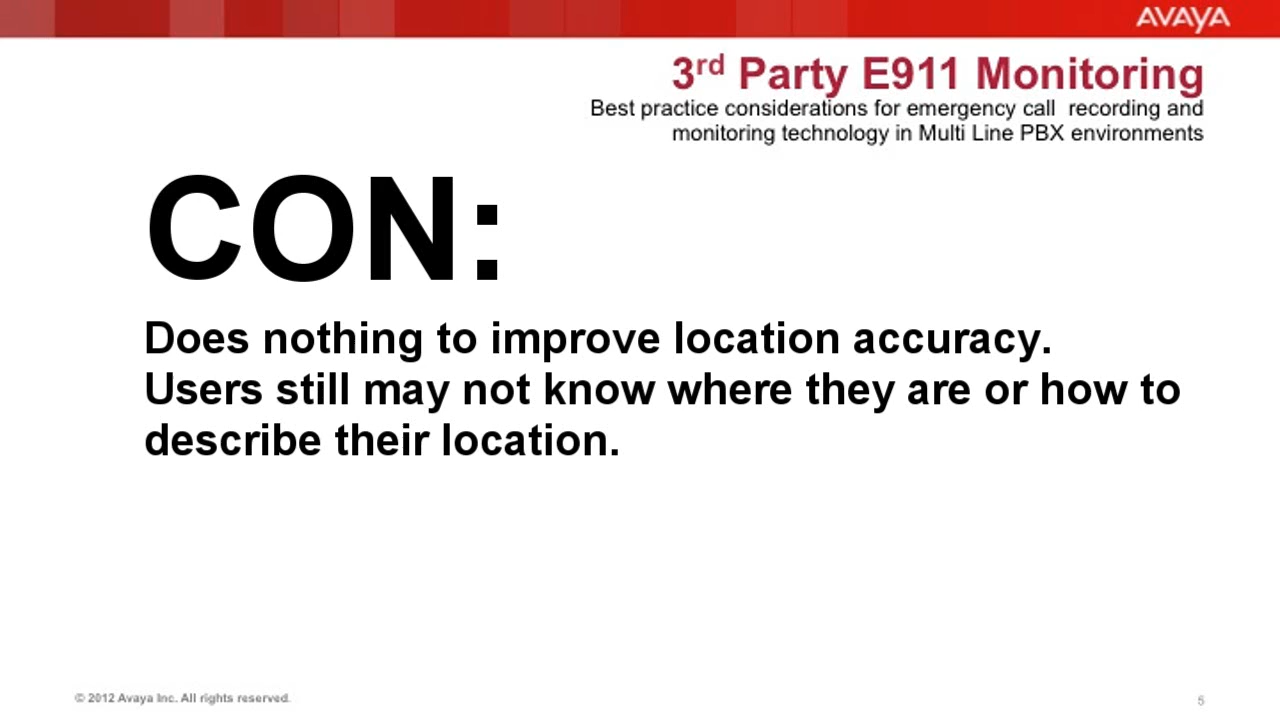 AVAYA
3rd Party E911 Monitoring
Best practice considerations for emergency call recording and
monitoring technology in Multi Line PBX environments
CON:
Does nothing to improve location accuracy.
Users still may not know where they are or how to
describe their location.
© 2012 Avaya Inc. All rights reserved.
5